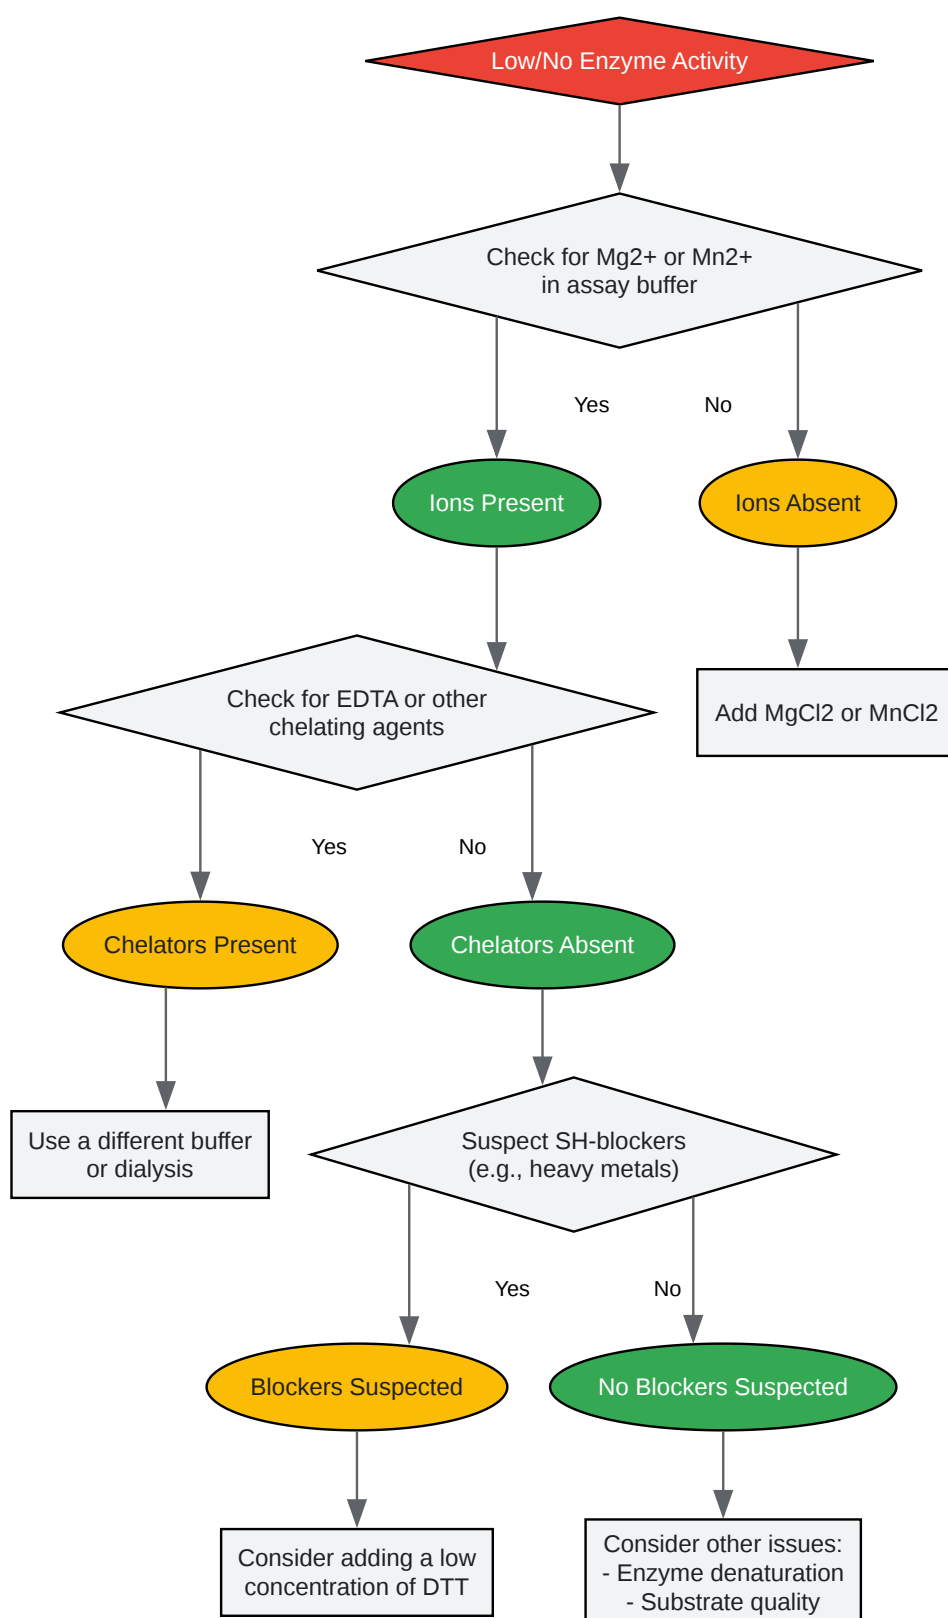 Low/No Enzyme Activity
Check for Mg2+ or Mn2+
in assay buffer
Yes
No
Ions Present
Ions Absent
Check for EDTA or other
chelating agents
Add MgCl2 or MnCl2
Yes
No
Chelators Present
Chelators Absent
Use a different buffer
or dialysis
Suspect SH-blockers
(e.g., heavy metals)
Yes
No
Blockers Suspected
No Blockers Suspected
Consider adding a low
concentration of DTT
Consider other issues:
- Enzyme denaturation
- Substrate quality